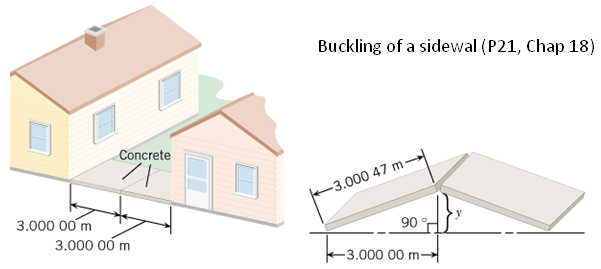 Buckling of a sidewal (P21, Chap 18)
Concrete
3.000 00 m
3.000 00 m
3.000 47 m
90 °
y
3.000 00 m